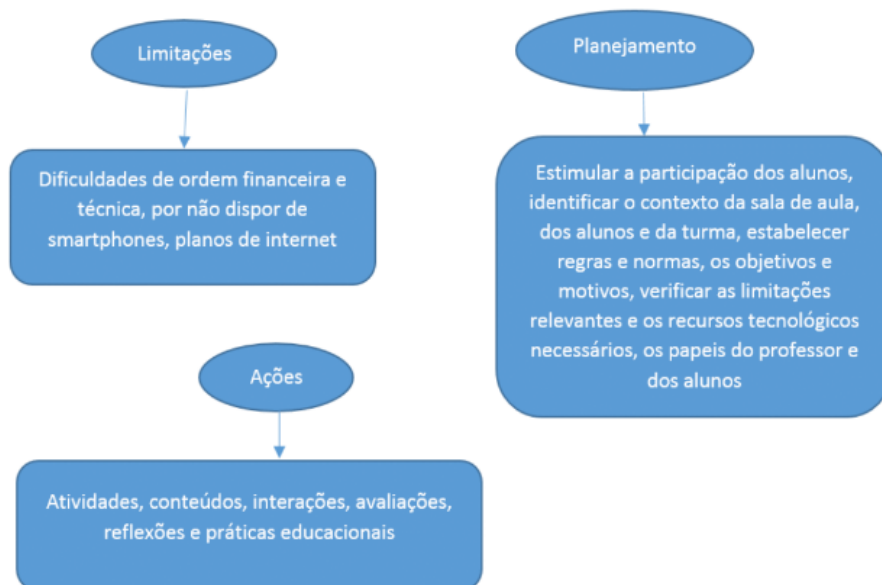 Limitações
Dificuldades de ordem financeira e
técnica, por não dispor de
smartphones, planos de internet
Planejamento
Estimular a participação dos alunos,
identificar o contexto da sala de aula,
dos alunos e da turma, estabelecer
regras e normas, os objetivos e
motivos, verificar as limitações
relevantes e os recursos tecnológicos
necessários, os papeis do professor e
dos alunos
Ações
Atividades, conteúdos, interações, avaliações,
reflexões e práticas educacionais